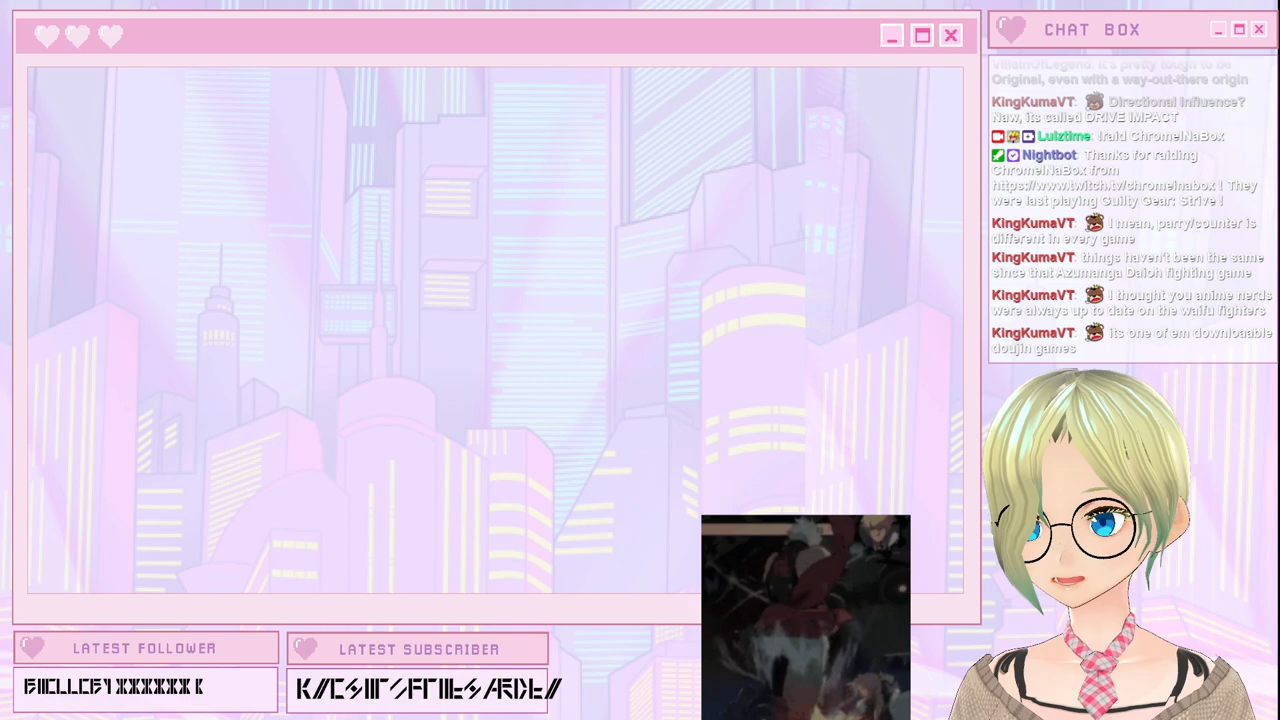 CHAT BOX
VillainOfLegend: It's pretty tough to be
Original, even with a way-out-there origin
KingKumaVT: Directional Influence?
Naw, its called DRIVE IMPACT
Lulztime: !raid ChromeInaBox
Nightbot: Thanks for raiding
ChromeInaBox from
https://www.twitch.tv/chromeinabox ! They
were last playing Guilty Gear: Strive !
KingKumaVT: I mean, parry/counter is
different in every game
KingKumaVT: things haven't been the same
since that Azumanga Daioh fighting game
KingKumaVT: I thought you anime nerds
were always up to date on the waifu fighters
KingKumaVT: its one of em downloaable
doujin games
LATEST FOLLOWER
LATEST SUBSCRIBER